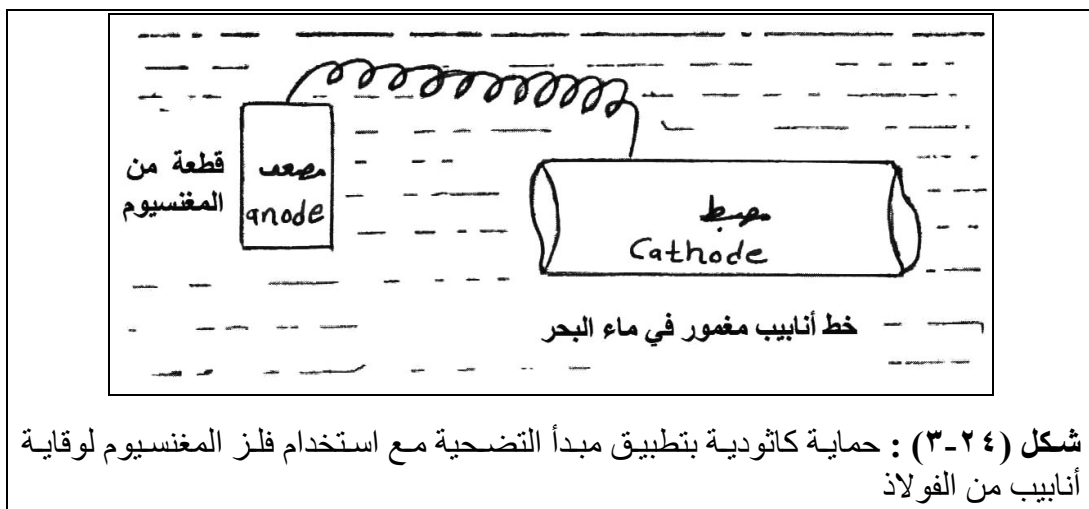 قطعة من
المغنسيوم
مصعد
anode
مهبط
Cathode
خط أنابيب مغمور في ماء البحر
شكل (٢٤-٣) : حماية كاثودية بتطبيق مبدأ التضحية مع استخدام فلز المغنسيوم لوقاية
أنابيب من الفولاذ